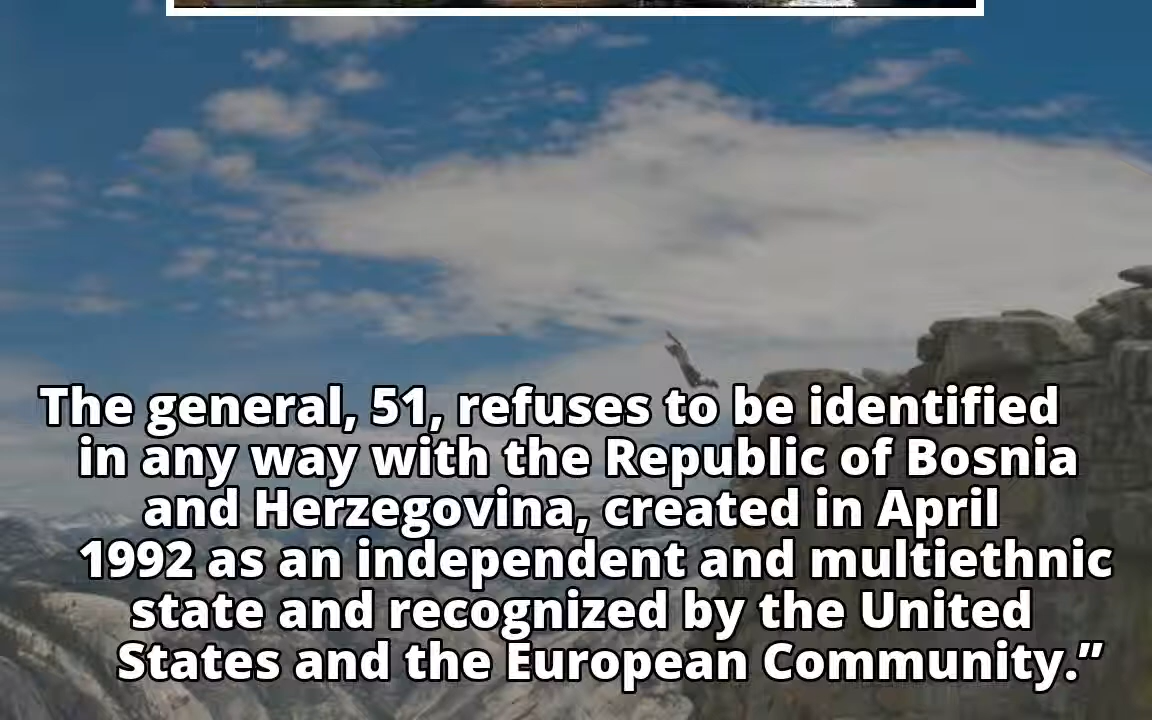 The general, 51, refuses to be identified
in any way with the Republic of Bosnia
and Herzegovina, created in April
1992 as an independent and multiethnic
state and recognized by the United
States and the European Community.”